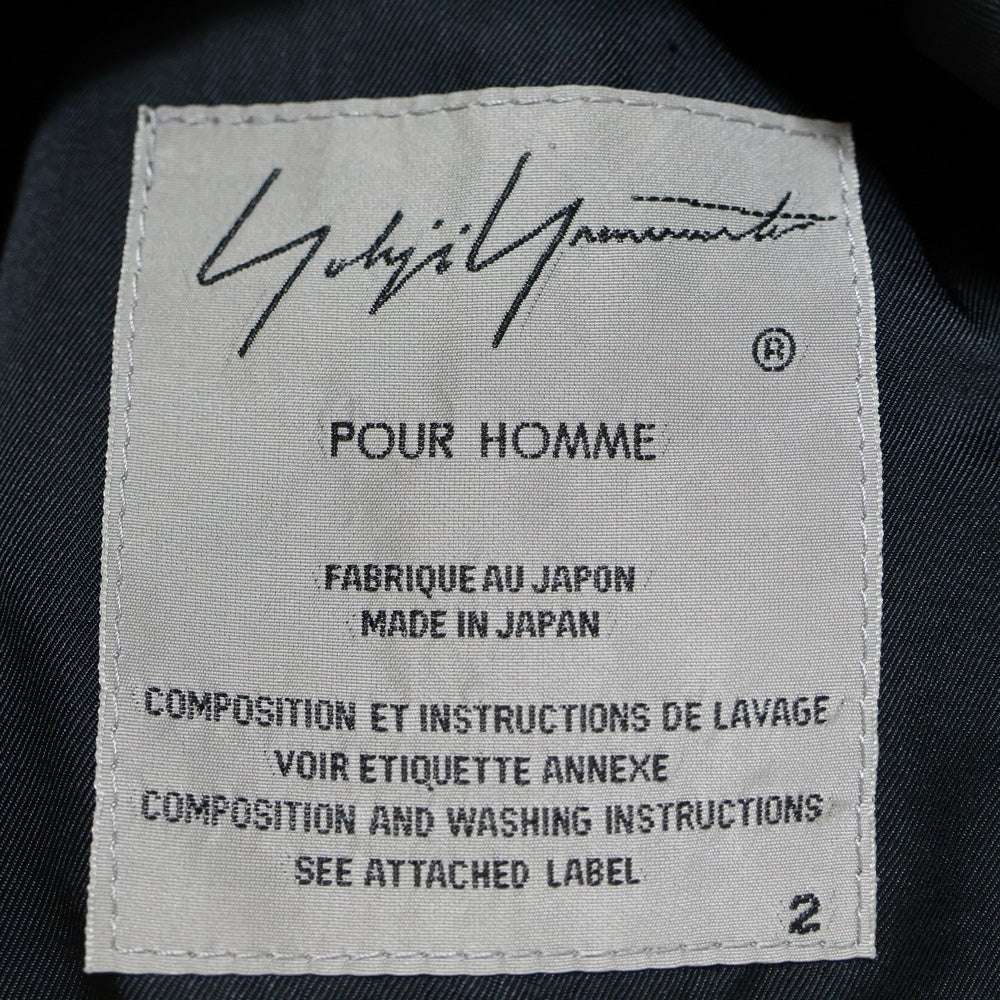 Yohji Yamamoto
®
POUR HOMME
FABRIQUE AU JAPON
MADE IN JAPAN
COMPOSITION ET INSTRUCTIONS DE LAVAGE
VOIR ETIQUETTE ANNEXE
COMPOSITION AND WASHING INSTRUCTIONS
SEE ATTACHED LABEL
2